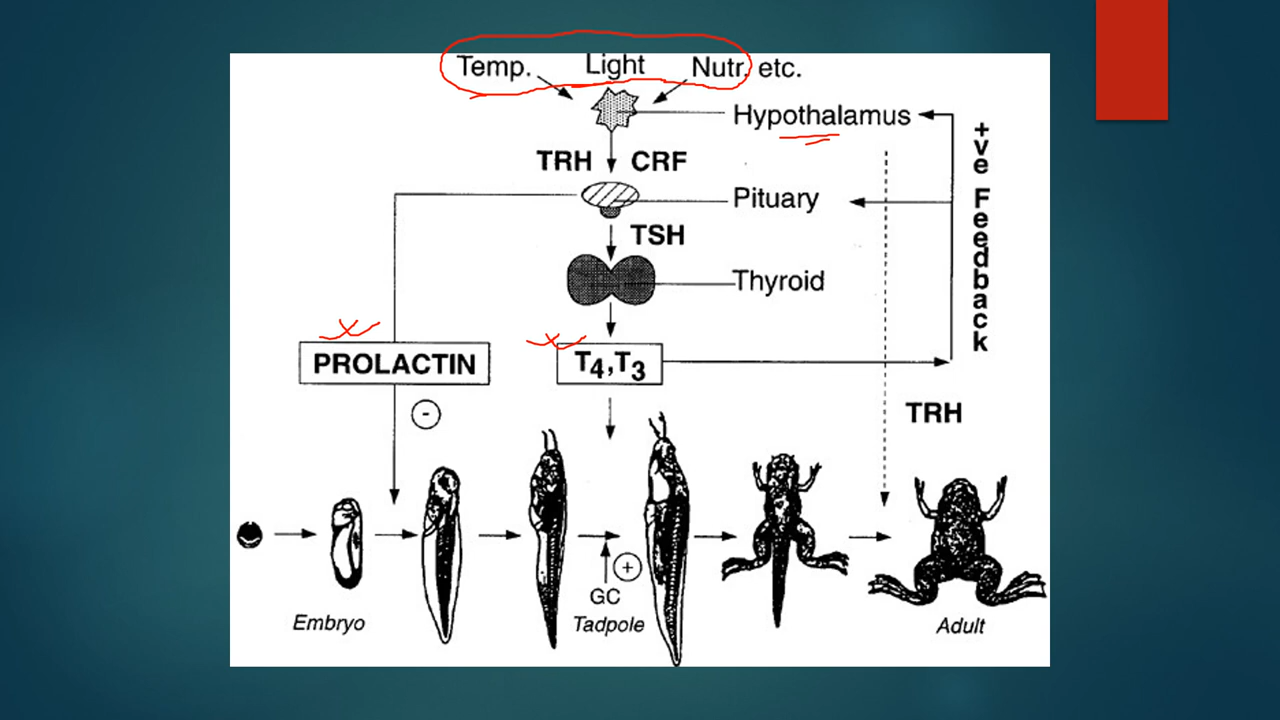 Temp. Light Nutr. etc.
Hypothalamus
TRH CRF
Pituary
TSH
Thyroid
+ve Feedback
PROLACTIN
T4,T3
-
TRH
+
GC
Embryo
Tadpole
Adult